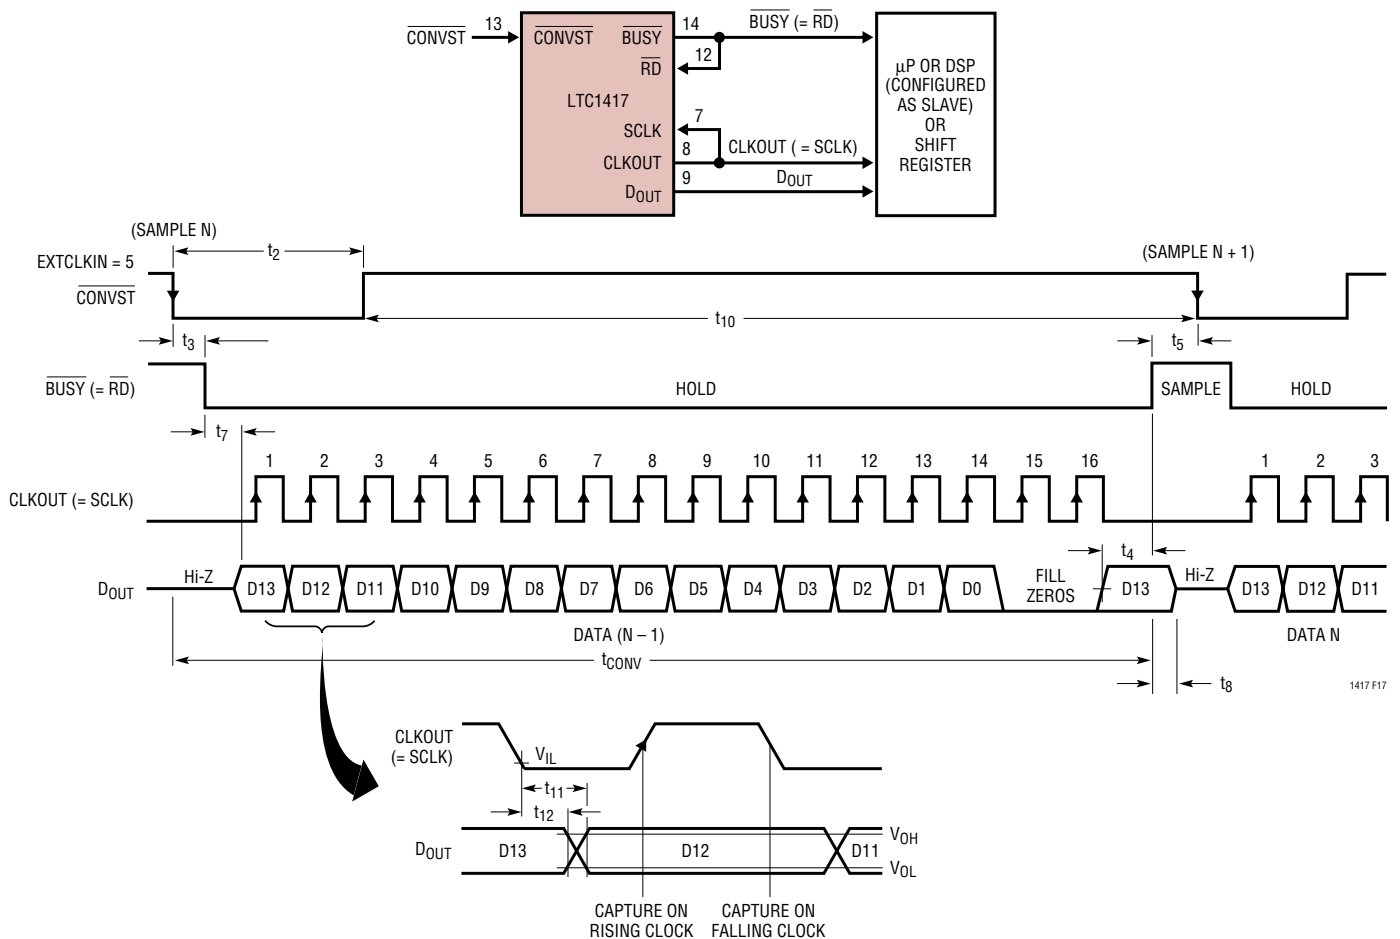 CONVST 13 CONVST BUSY 14 BUSY (= RD)
RD 12
LTC1417
SCLK 7
CLKOUT 8 CLKOUT ( = SCLK)
DOUT 9 DOUT
µP OR DSP
(CONFIGURED
AS SLAVE)
OR
SHIFT
REGISTER
(SAMPLE N)
t2
(SAMPLE N + 1)
EXTCLKIN = 5
CONVST
t10
t3
t5
BUSY (= RD)
HOLD SAMPLE HOLD
t7
1 2 3 4 5 6 7 8 9 10 11 12 13 14 15 16 1 2 3
CLKOUT (= SCLK)
t4
DOUT Hi-Z D13 D12 D11 D10 D9 D8 D7 D6 D5 D4 D3 D2 D1 D0 FILL ZEROS D13 Hi-Z D13 D12 D11
DATA (N – 1) DATA N
tCONV
t8
1417 F17
CLKOUT
(= SCLK)
VIL
t11
t12
DOUT D13 D12 D11
VOH
VOL
CAPTURE ON
RISING CLOCK
CAPTURE ON
FALLING CLOCK